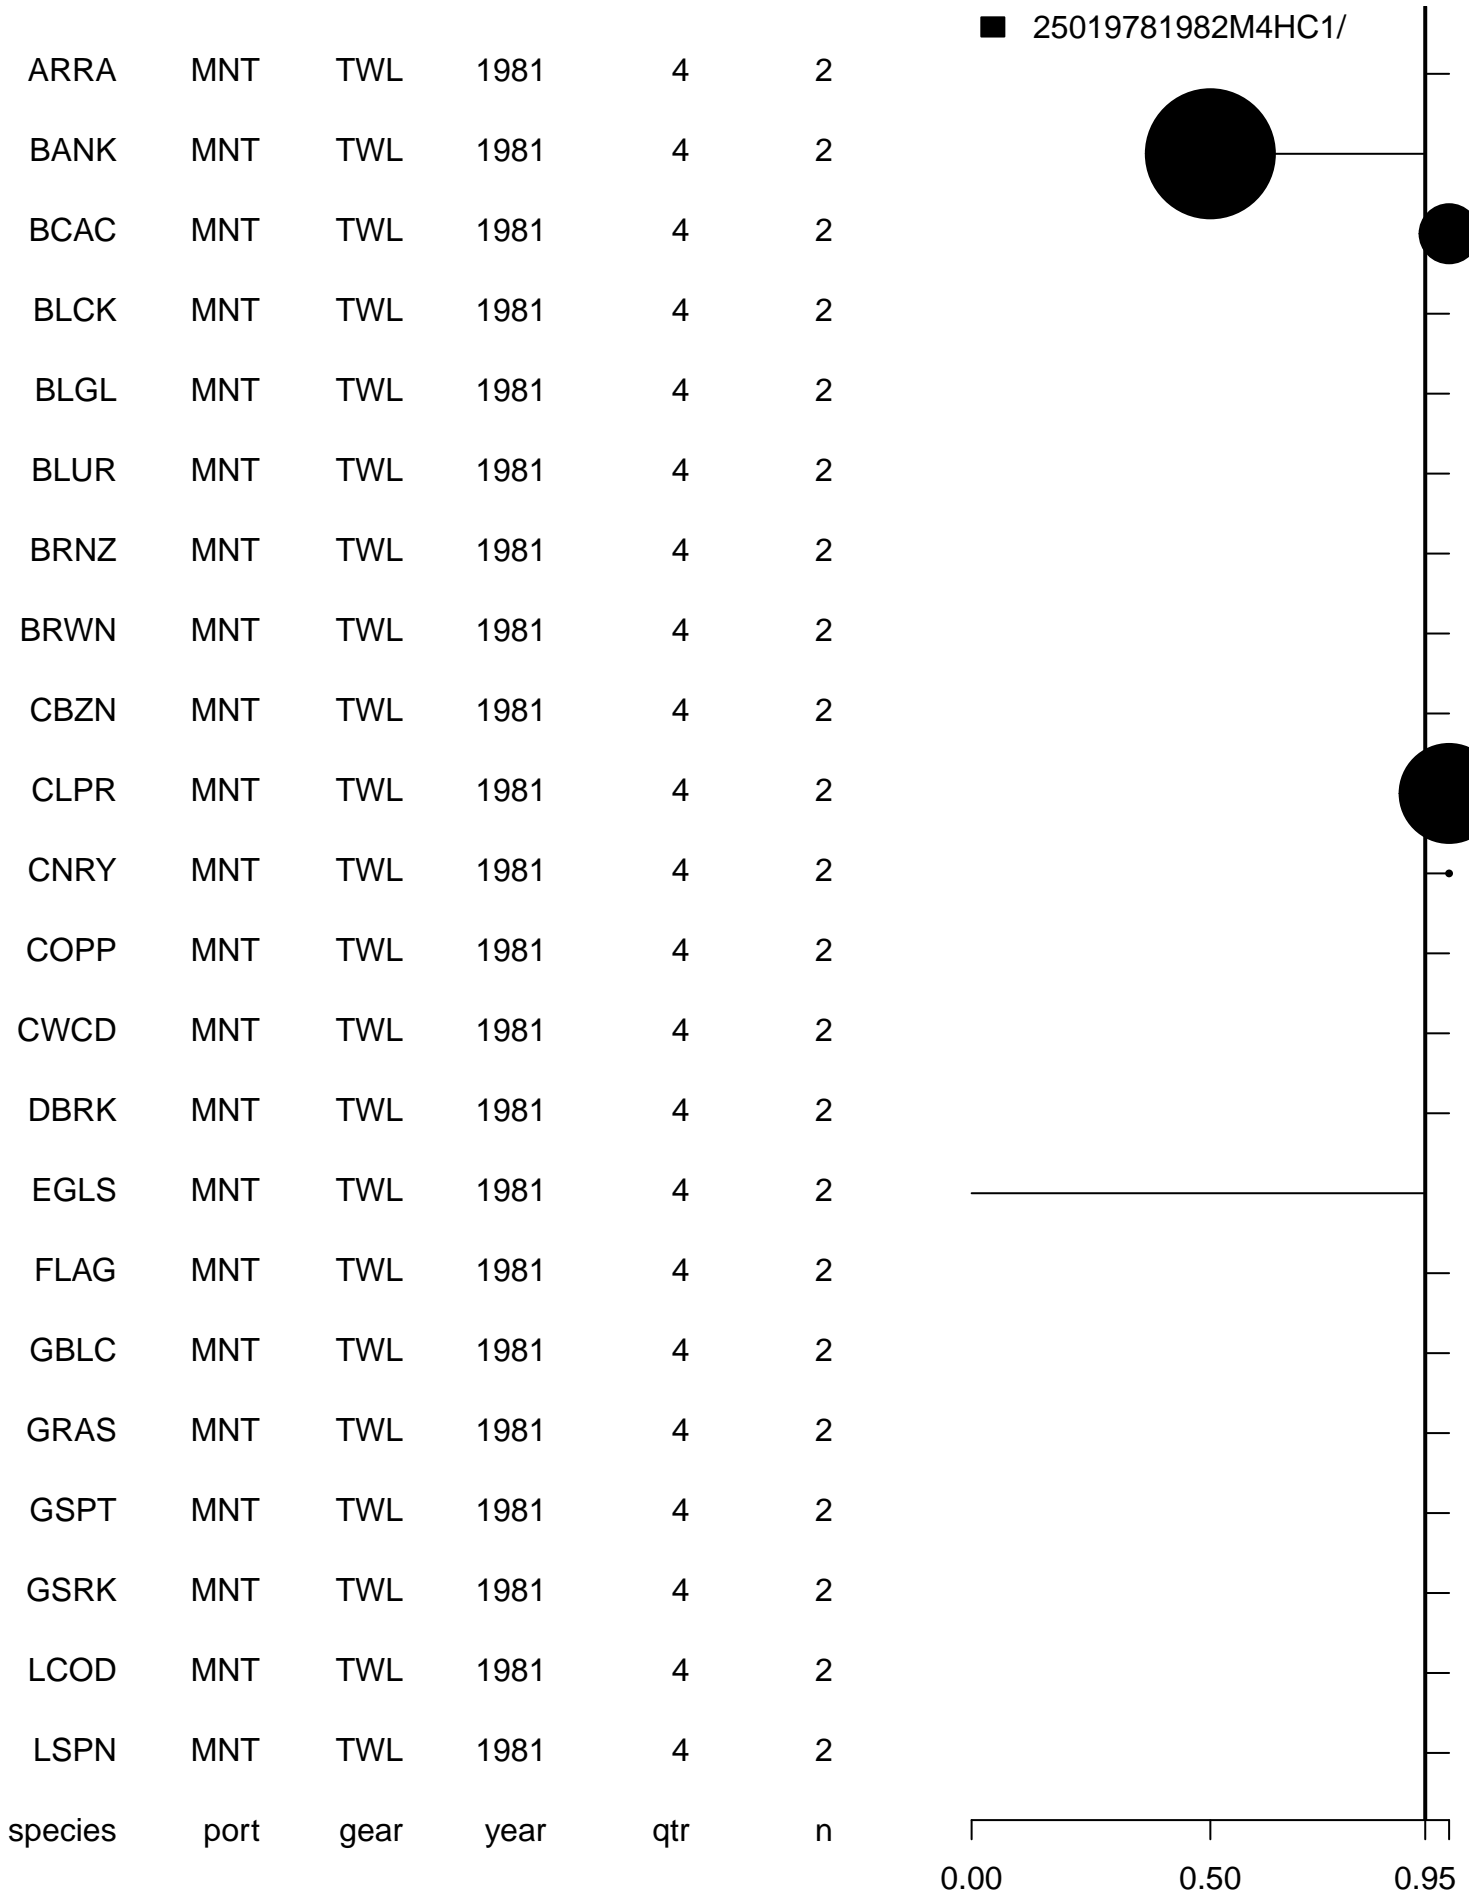 25019781982M4HC1/
ARRA MNT TWL 1981 4 2
BANK MNT TWL 1981 4 2
BCAC MNT TWL 1981 4 2
BLCK MNT TWL 1981 4 2
BLGL MNT TWL 1981 4 2
BLUR MNT TWL 1981 4 2
BRNZ MNT TWL 1981 4 2
BRWN MNT TWL 1981 4 2
CBZN MNT TWL 1981 4 2
CLPR MNT TWL 1981 4 2
CNRY MNT TWL 1981 4 2
COPP MNT TWL 1981 4 2
CWCD MNT TWL 1981 4 2
DBRK MNT TWL 1981 4 2
EGLS MNT TWL 1981 4 2
FLAG MNT TWL 1981 4 2
GBLC MNT TWL 1981 4 2
GRAS MNT TWL 1981 4 2
GSPT MNT TWL 1981 4 2
GSRK MNT TWL 1981 4 2
LCOD MNT TWL 1981 4 2
LSPN MNT TWL 1981 4 2
species port gear year qtr n
0.00 0.50 0.95